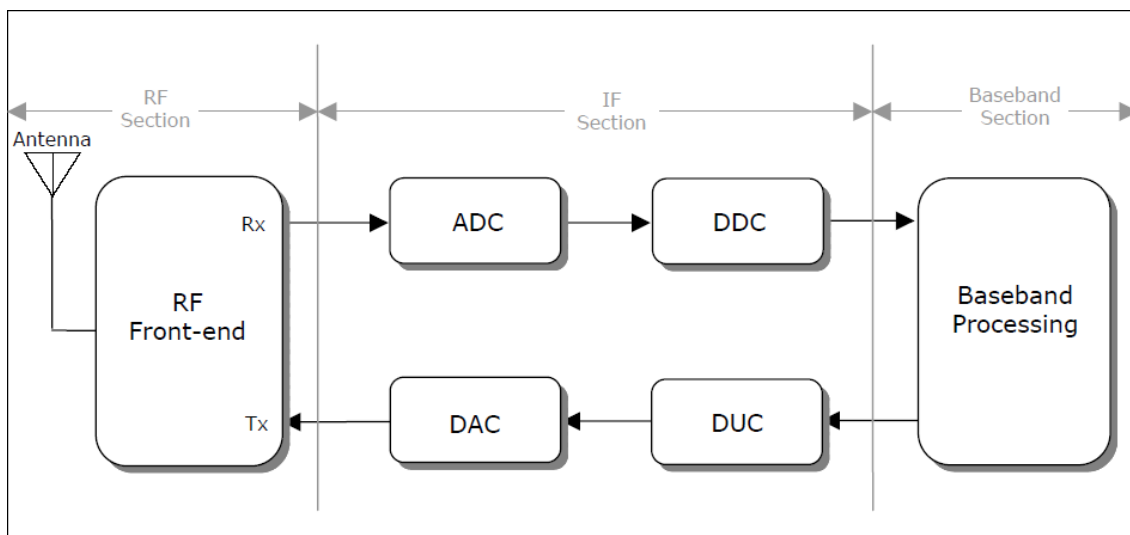 RF
Section
IF
Section
Baseband
Section
Antenna
Rx
ADC
DDC
RF
Front-end
Baseband
Processing
Tx
DAC
DUC